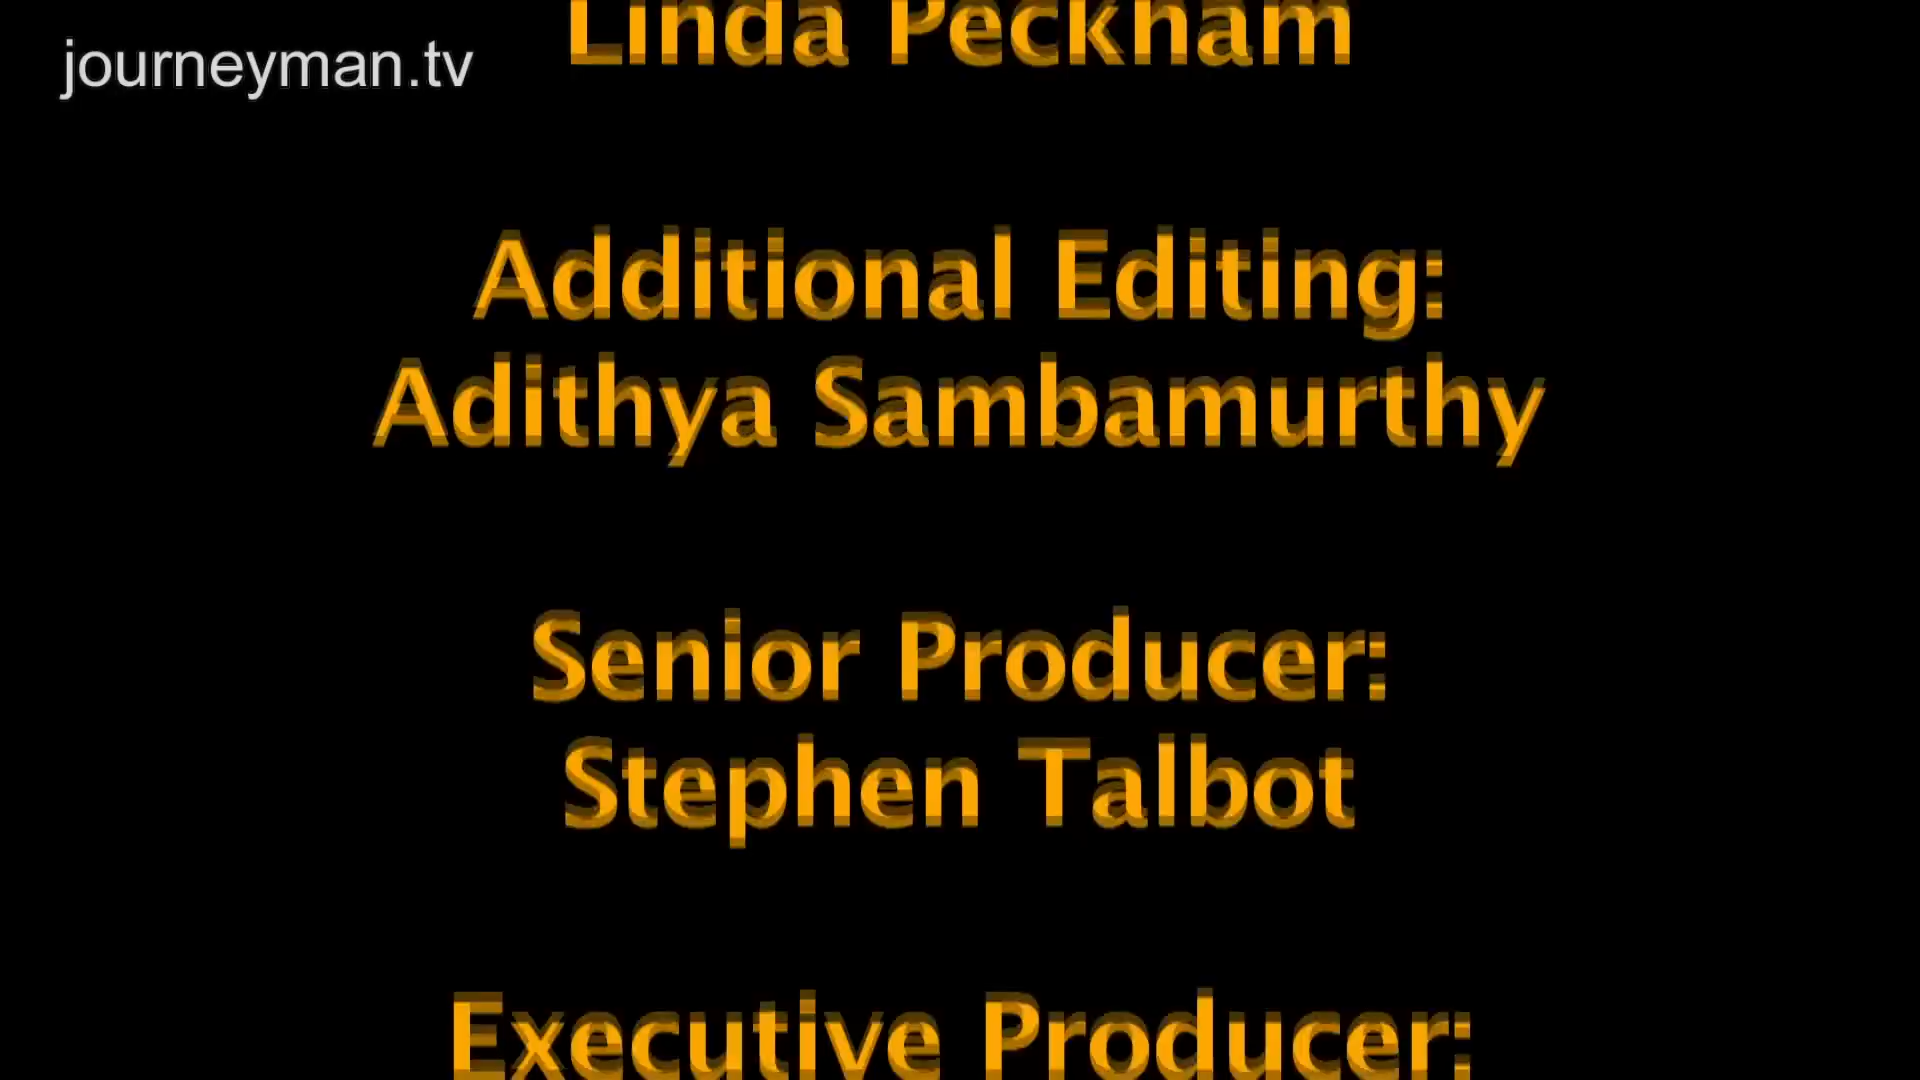 Linda Peckham
journeyman.tv
Additional Editing:
Adithya Sambamurthy
Senior Producer:
Stephen Talbot
Executive Producer: